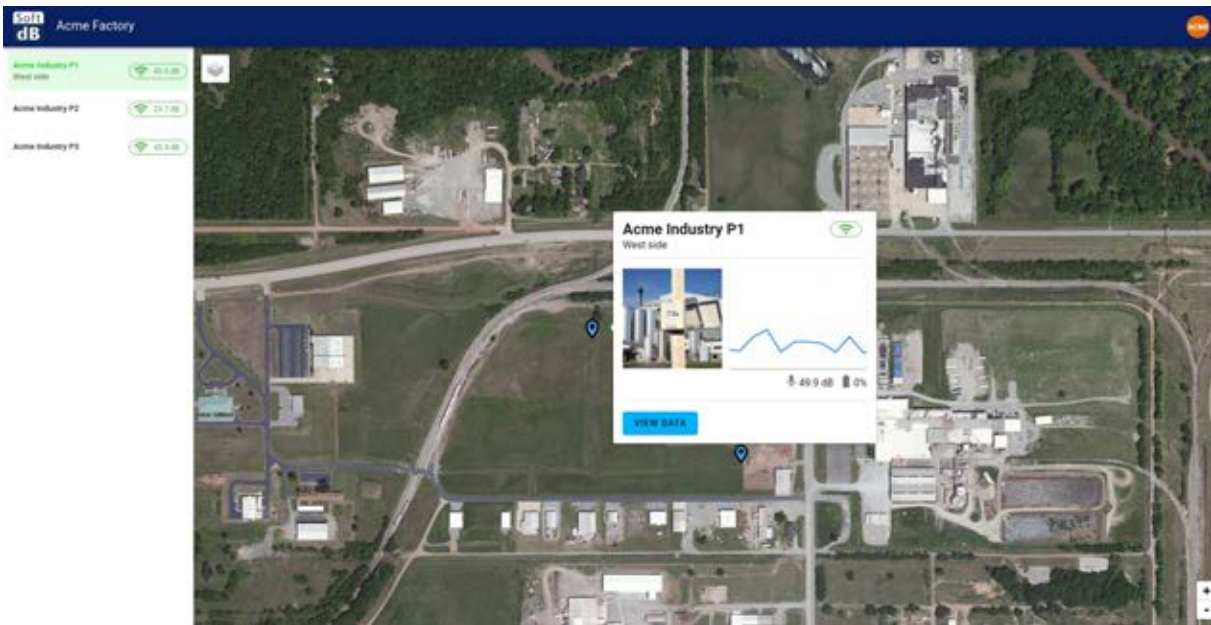 Soft
dB
Acme Factory
ACME
Acme Industry P1
West side
Acme Industry P2
Acme Industry P3
Acme Industry P1
West side
49.9 dB 0%
VIEW DATA
+
-